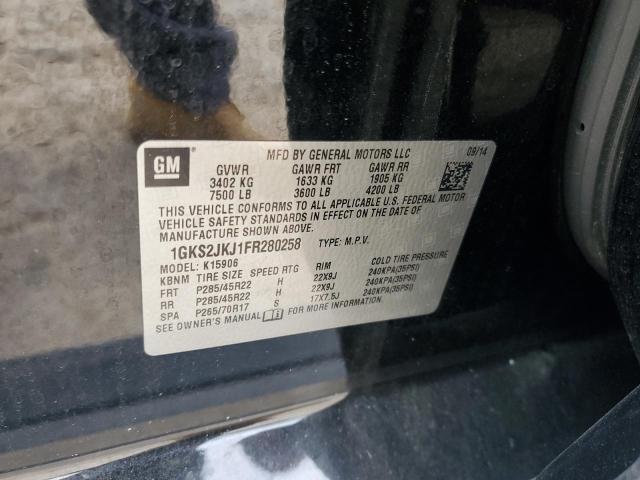 GM
MFD BY GENERAL MOTORS LLC 09/14
GVWR GAWR FRT GAWR RR
3402 KG 1633 KG 1905 KG
7500 LB 3600 LB 4200 LB
THIS VEHICLE CONFORMS TO ALL APPLICABLE U.S. FEDERAL MOTOR
VEHICLE SAFETY STANDARDS IN EFFECT ON THE DATE OF
MANUFACTURE SHOWN ABOVE.
1GKS2JKJ1FR280258 TYPE: M.P.V.
MODEL: K15906
KBNM TIRE SIZE SPEED RTG RIM COLD TIRE PRESSURE
FRT P285/45R22 H 22X9J 240KPA(35PSI)
RR P285/45R22 H 22X9J 240KPA(35PSI)
SPA P265/70R17 S 17X7.5J 240KPA(35PSI)
SEE OWNER'S MANUAL FOR MORE INFORMATION.